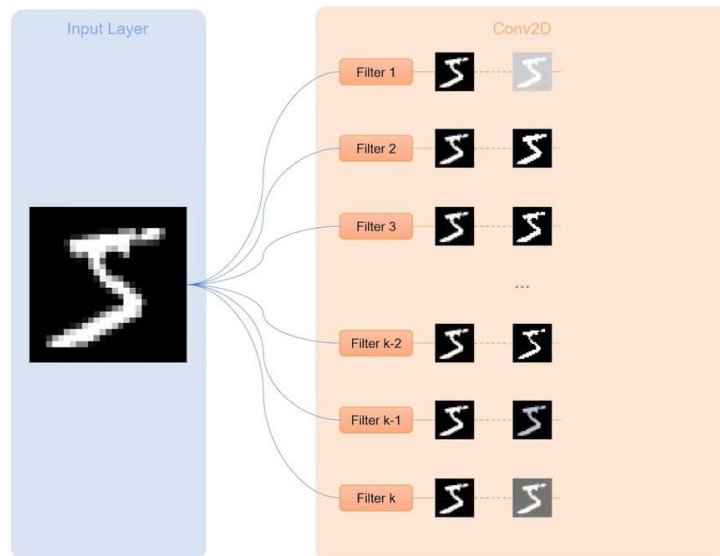 Input Layer
Conv2D
Filter 1
Filter 2
Filter 3
...
Filter k-2
Filter k-1
Filter k